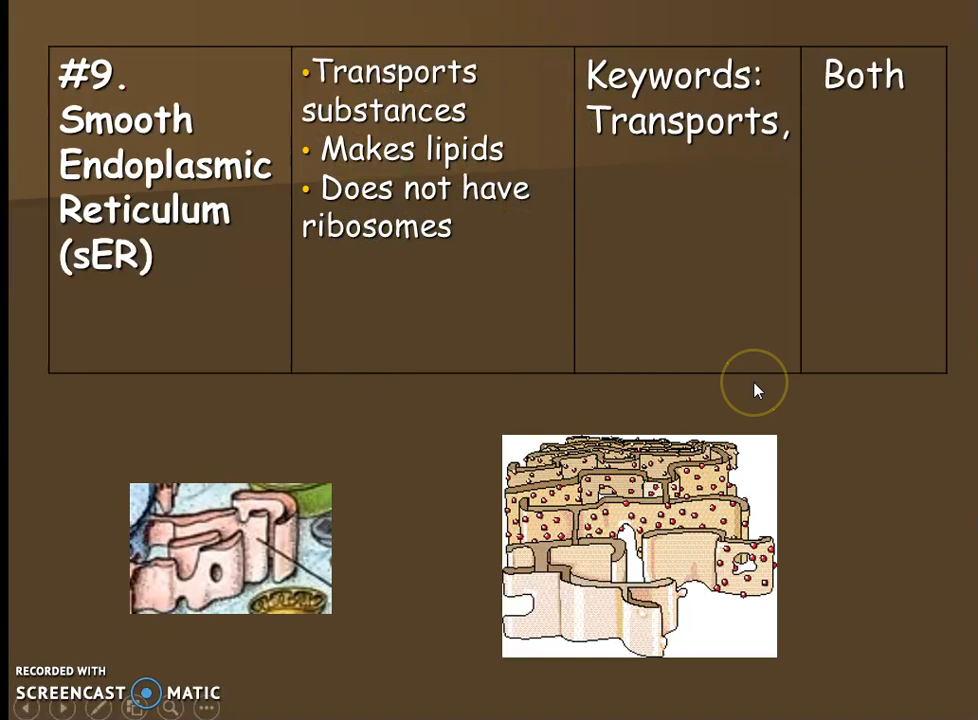 #9.
Smooth
Endoplasmic
Reticulum
(sER)
•Transports
substances
• Makes lipids
• Does not have
ribosomes
Keywords:
Transports,
Both
RECORDED WITH
SCREENCAST MATIC